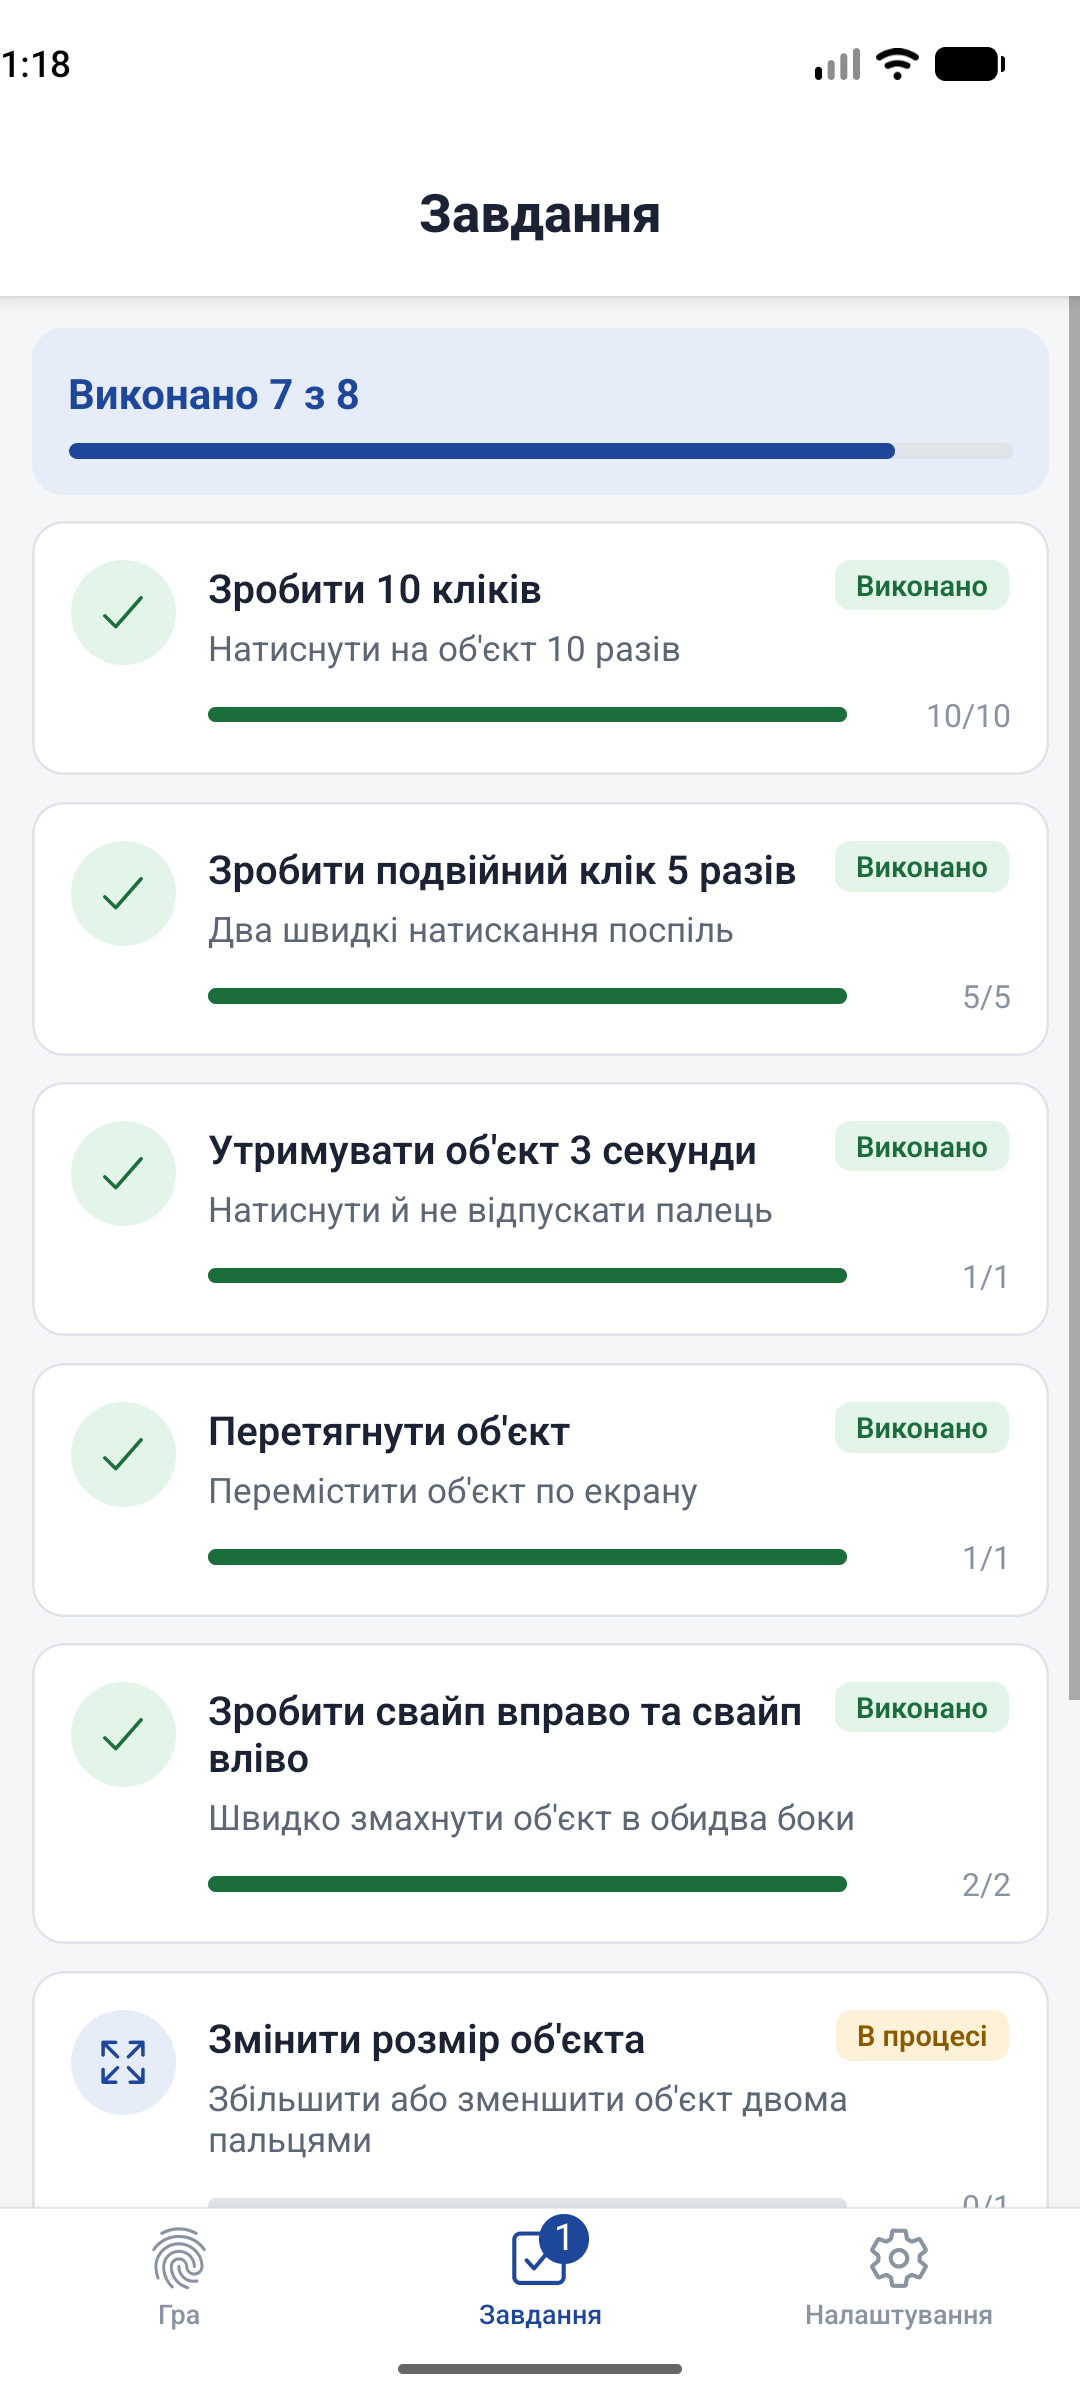 1:18
Завдання
Виконано 7 з 8
Зробити 10 кліків
Виконано
Натиснути на об'єкт 10 разів
10/10
Зробити подвійний клік 5 разів
Виконано
Два швидкі натискання поспіль
5/5
Утримувати об'єкт 3 секунди
Виконано
Натиснути й не відпускати палець
1/1
Перетягнути об'єкт
Виконано
Перемістити об'єкт по екрану
1/1
Зробити свайп вправо та свайп
вліво
Виконано
Швидко змахнути об'єкт в обидва боки
2/2
Змінити розмір об'єкта
В процесі
Збільшити або зменшити об'єкт двома
пальцями
0/1
1
Гра
Завдання
Налаштування